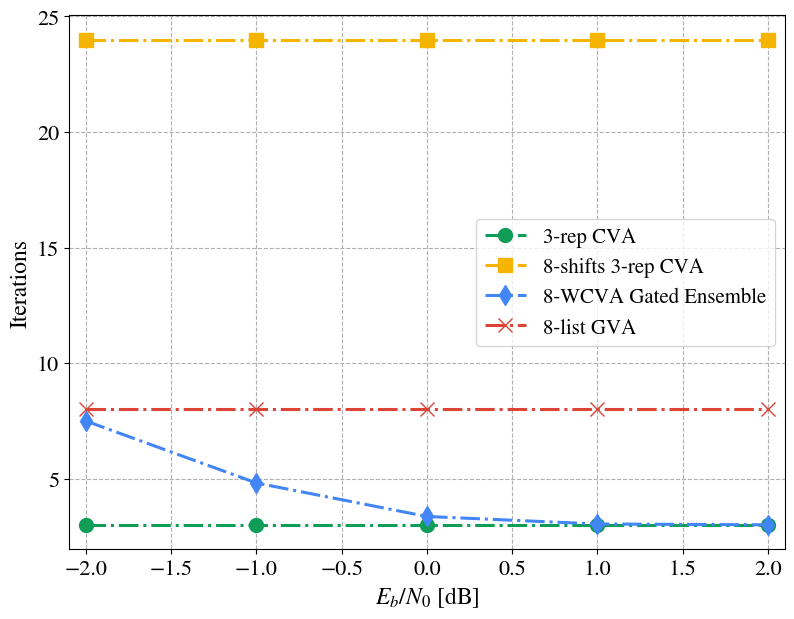 25
20
15
10
5
Iterations
3-rep CVA
8-shifts 3-rep CVA
8-WCVA Gated Ensemble
8-list GVA
−2.0 −1.5 −1.0 −0.5 0.0 0.5 1.0 1.5 2.0
E_b/N_0 [dB]